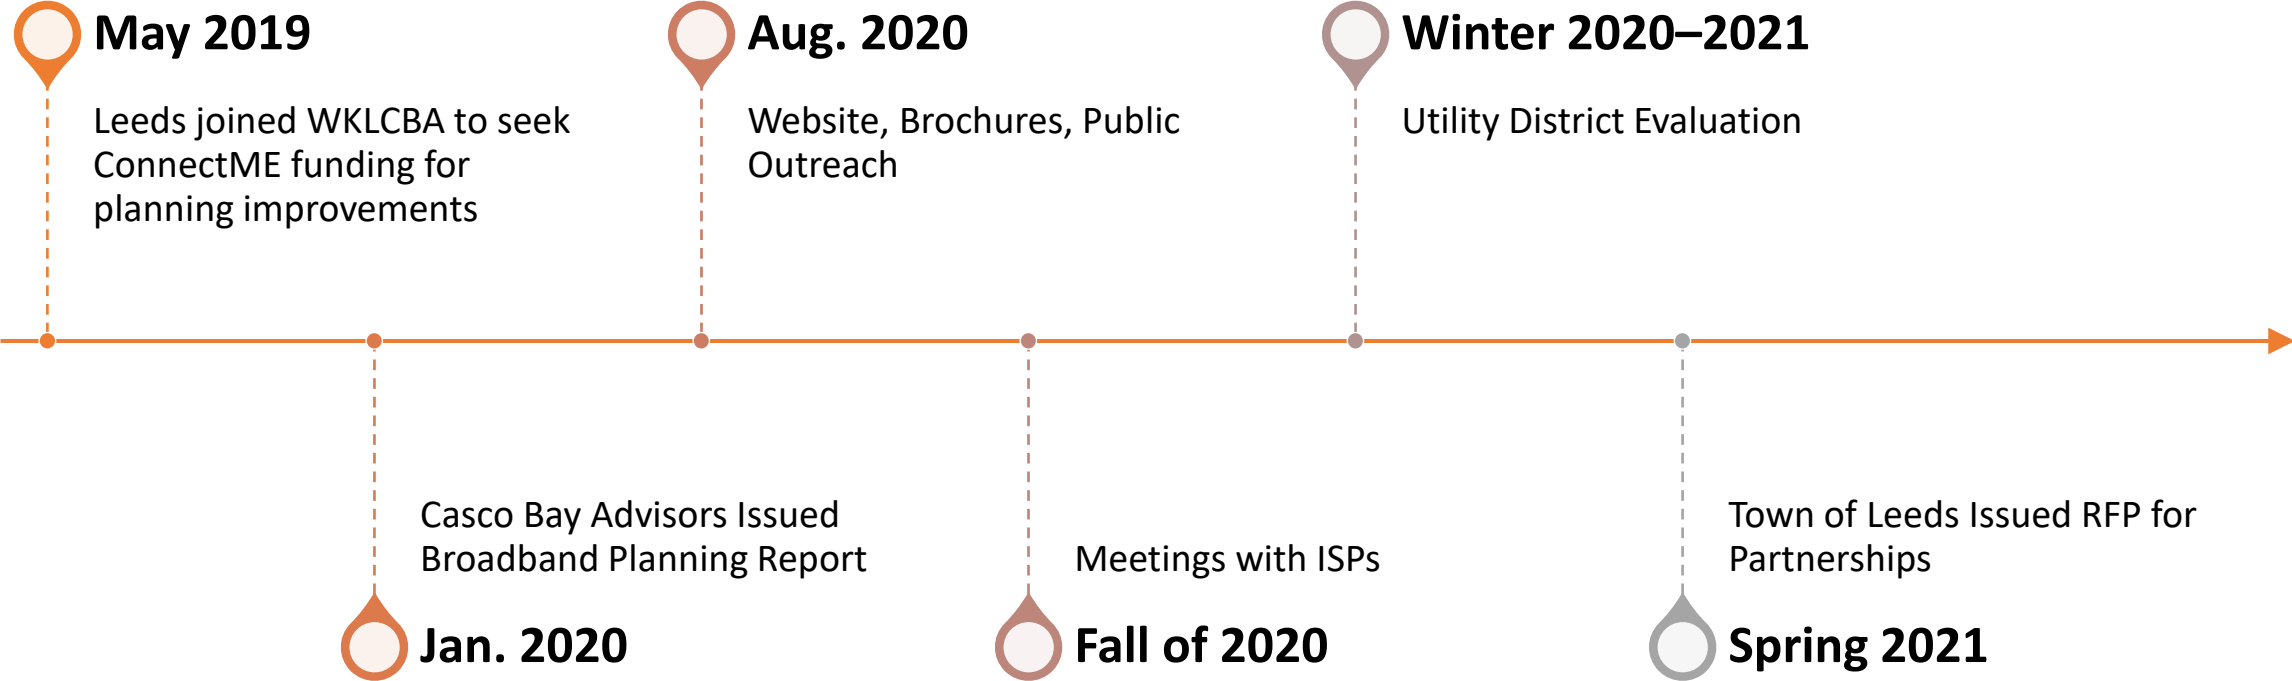 May 2019
Leeds joined WKLCBA to seek
ConnectME funding for
planning improvements
Casco Bay Advisors Issued
Broadband Planning Report
Jan. 2020
Aug. 2020
Website, Brochures, Public
Outreach
Meetings with ISPs
Fall of 2020
Winter 2020–2021
Utility District Evaluation
Town of Leeds Issued RFP for
Partnerships
Spring 2021